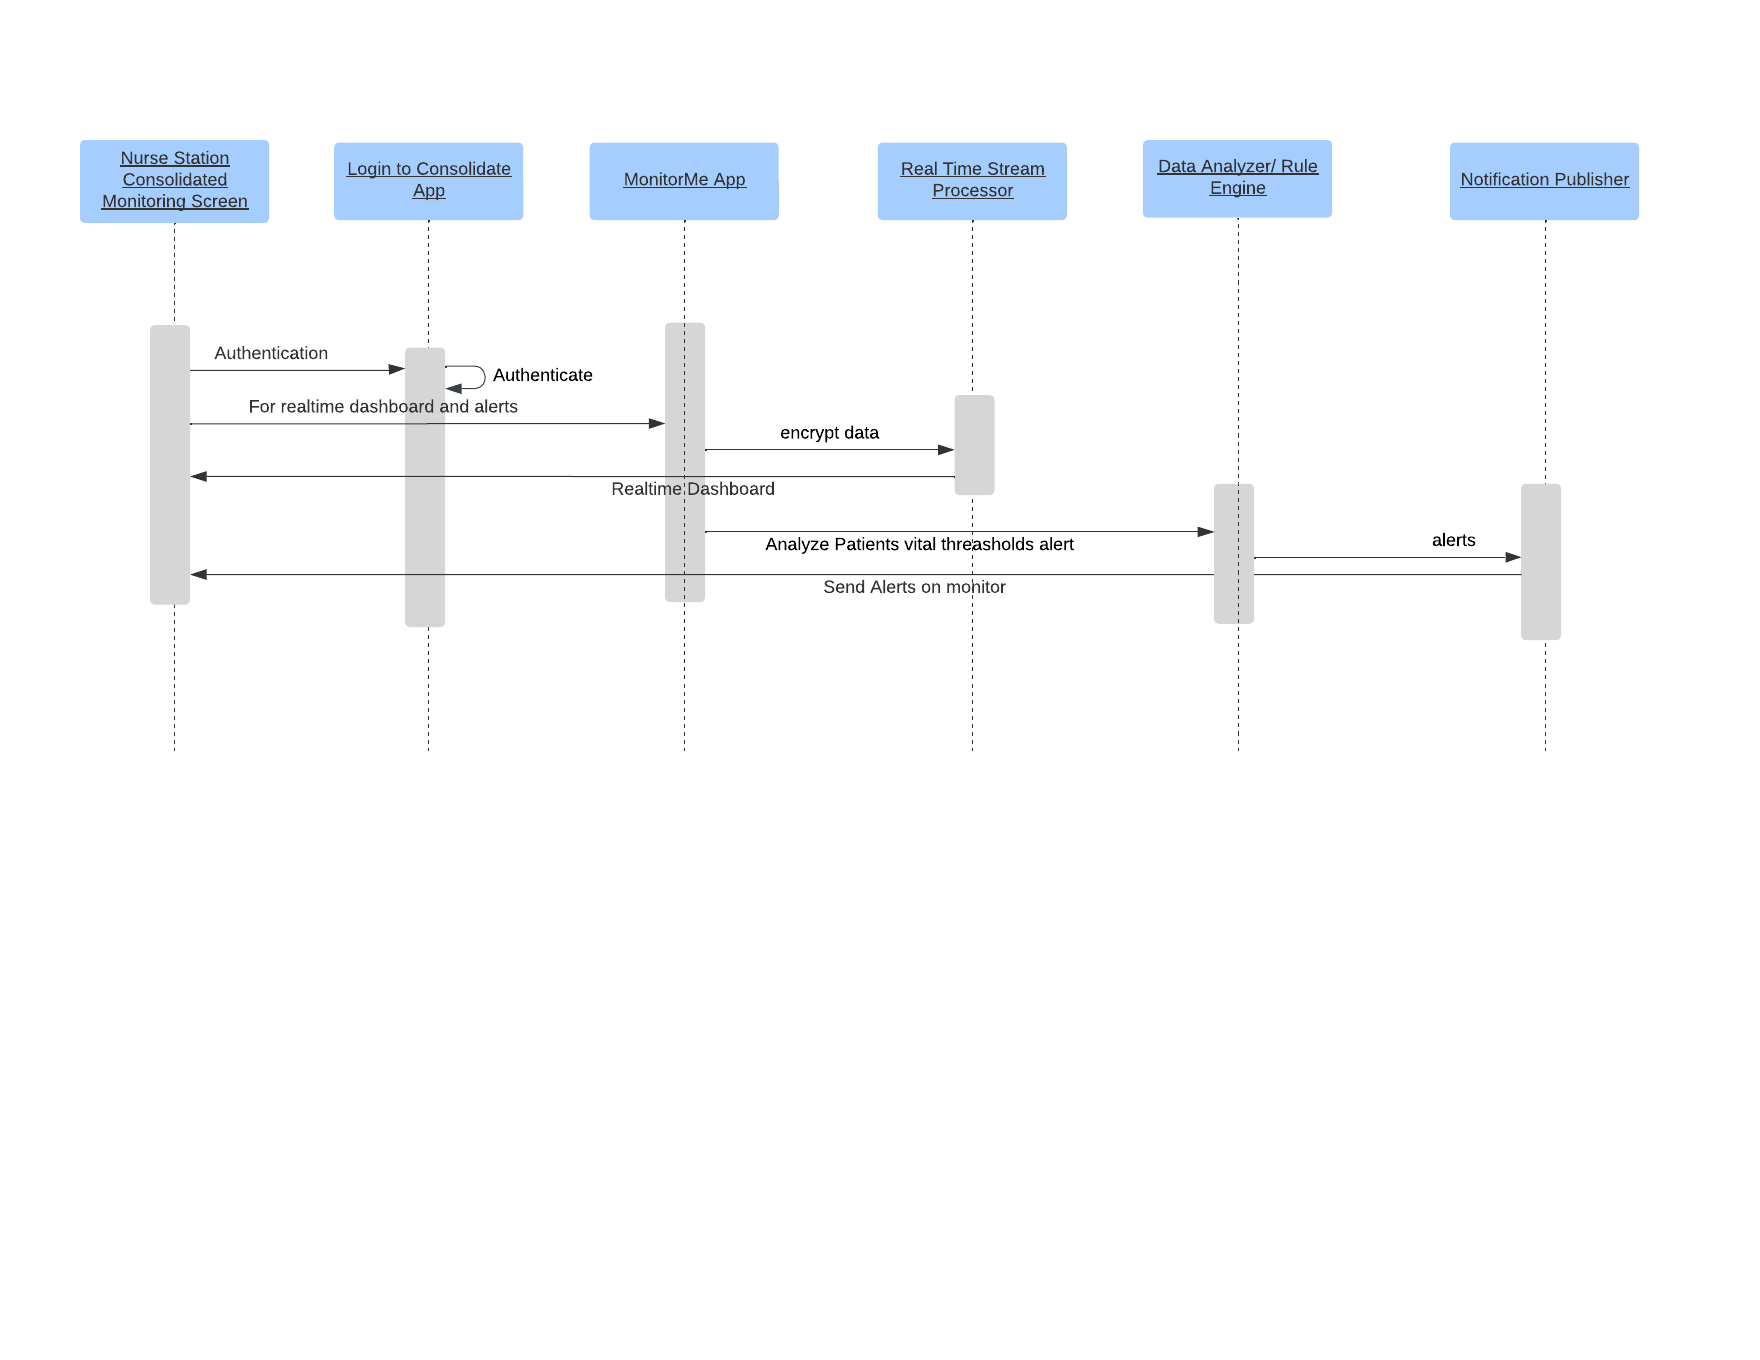 Nurse Station
Consolidated
Monitoring Screen
Login to Consolidate
App
MonitorMe App
Real Time Stream
Processor
Data Analyzer/ Rule
Engine
Notification Publisher
Authentication
Authenticate
For realtime dashboard and alerts
encrypt data
Realtime Dashboard
Analyze Patients vital threasholds alert
alerts
Send Alerts on monitor